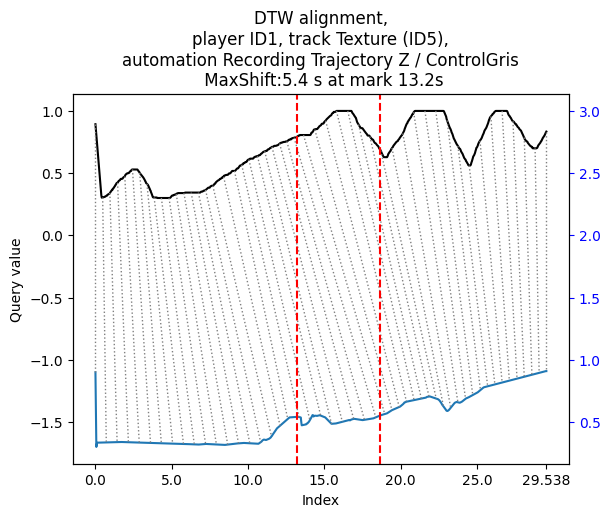 DTW alignment,
player ID1, track Texture (ID5),
automation Recording Trajectory Z / ControlGris
MaxShift:5.4 s at mark 13.2s
1.0
0.5
0.0
−0.5
−1.0
−1.5
Query value
3.0
2.5
2.0
1.5
1.0
0.5
0.0 5.0 10.0 15.0 20.0 25.0 29.538
Index